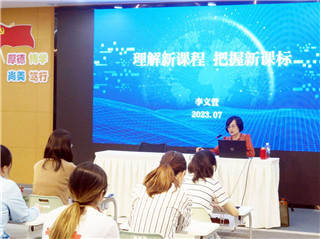 理解新课程 把握新课标
李文萱
2023.07
厚德 博学
尚美 笃行